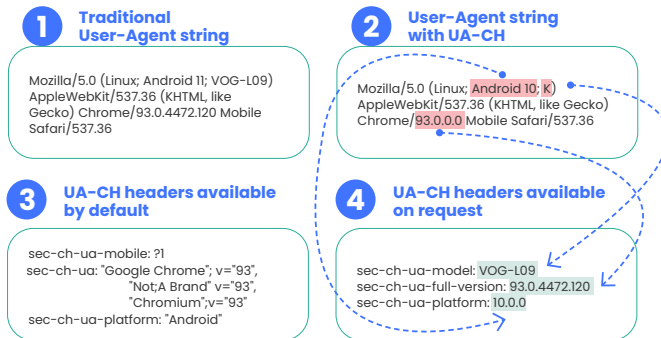 1
Traditional
User-Agent string
Mozilla/5.0 (Linux; Android 11; VOG-L09)
AppleWebKit/537.36 (KHTML, like
Gecko) Chrome/93.0.4472.120 Mobile
Safari/537.36
2
User-Agent string
with UA-CH
Mozilla/5.0 (Linux; Android 10; K)
AppleWebKit/537.36 (KHTML, like Gecko)
Chrome/93.0.0.0 Mobile Safari/537.36
3
UA-CH headers available
by default
sec-ch-ua-mobile: ?1
sec-ch-ua: "Google Chrome"; v="93",
"Not;A Brand" v="93",
"Chromium";v="93"
sec-ch-ua-platform: "Android"
4
UA-CH headers available
on request
sec-ch-ua-model: VOG-L09
sec-ch-ua-full-version: 93.0.4472.120
sec-ch-ua-platform: 10.0.0